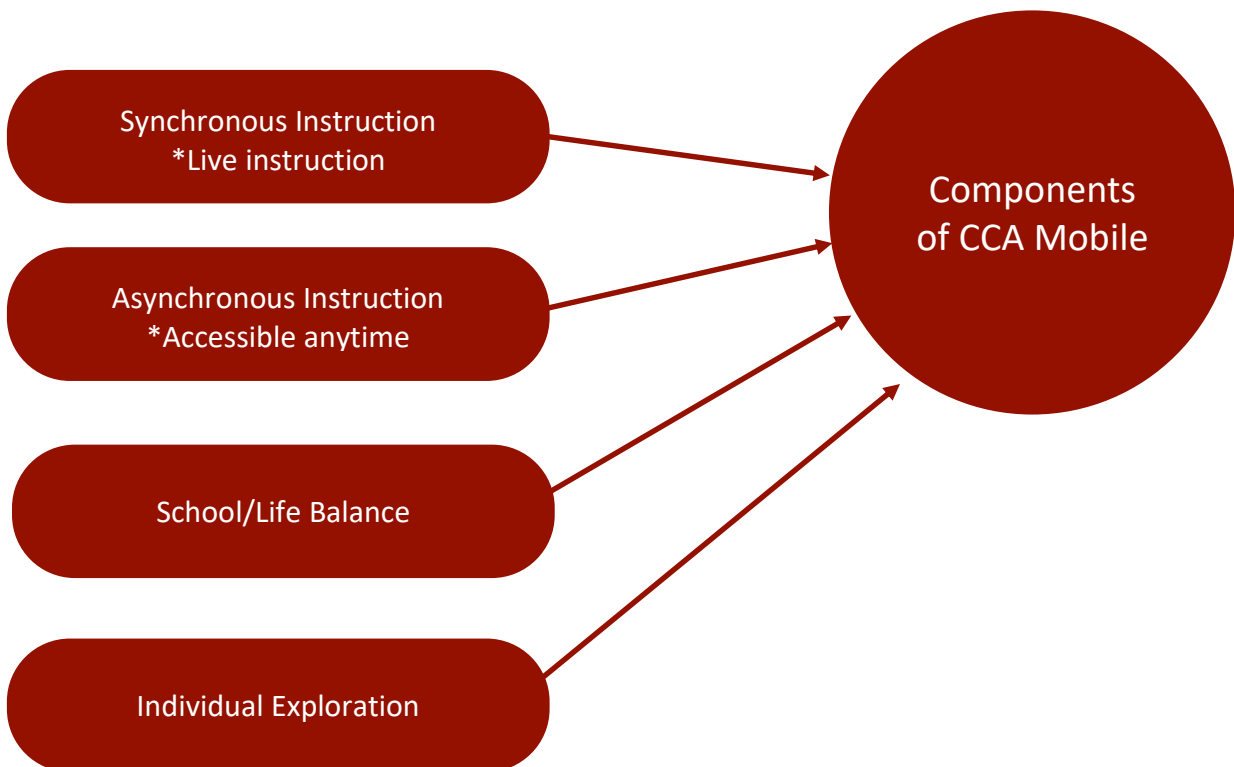 Synchronous Instruction
*Live instruction
Components
of CCA Mobile
Asynchronous Instruction
*Accessible anytime
School/Life Balance
Individual Exploration